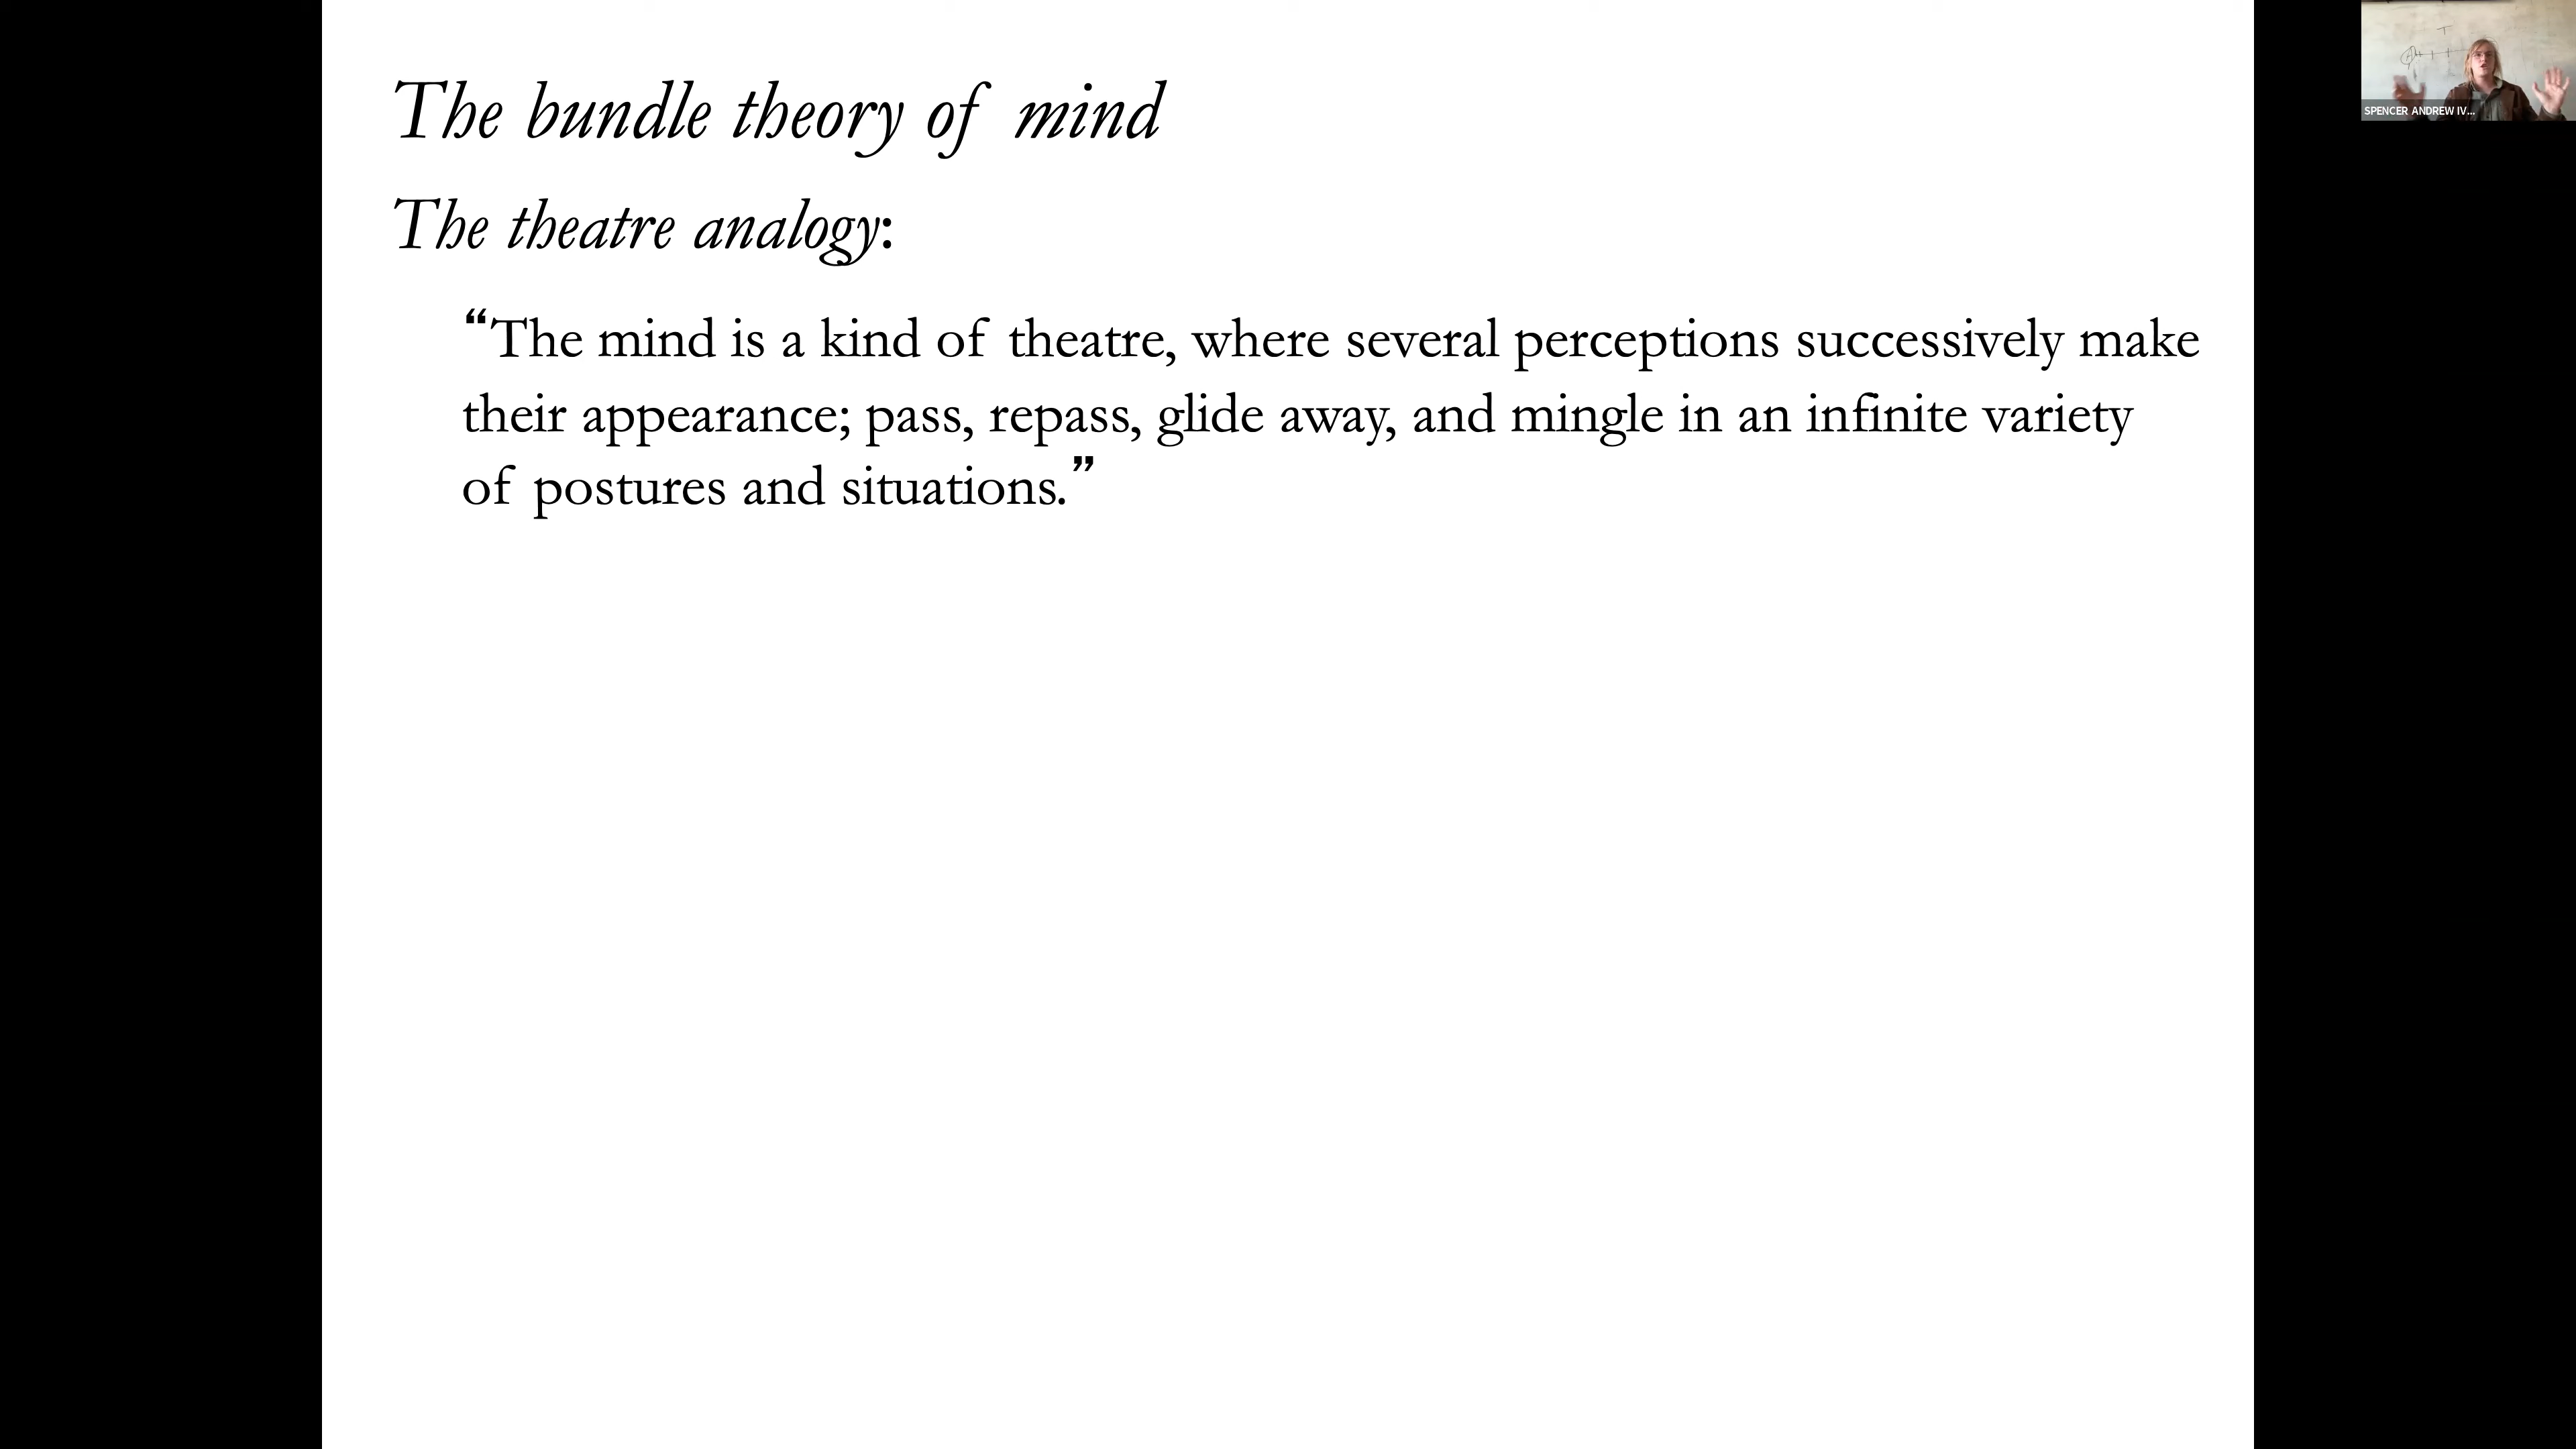 The bundle theory of mind
The theatre analogy:
“The mind is a kind of theatre, where several perceptions successively make
their appearance; pass, repass, glide away, and mingle in an infinite variety
of postures and situations.”
SPENCER ANDREW IV...